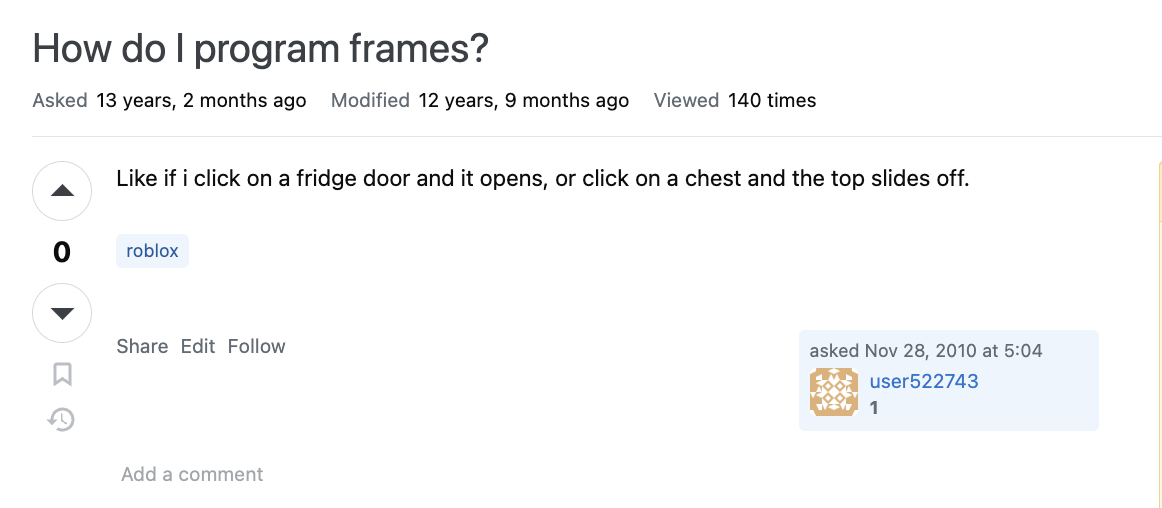 How do I program frames?
Asked 13 years, 2 months ago Modified 12 years, 9 months ago Viewed 140 times
Like if i click on a fridge door and it opens, or click on a chest and the top slides off.
0
roblox
Share Edit Follow
asked Nov 28, 2010 at 5:04
user522743
1
Add a comment